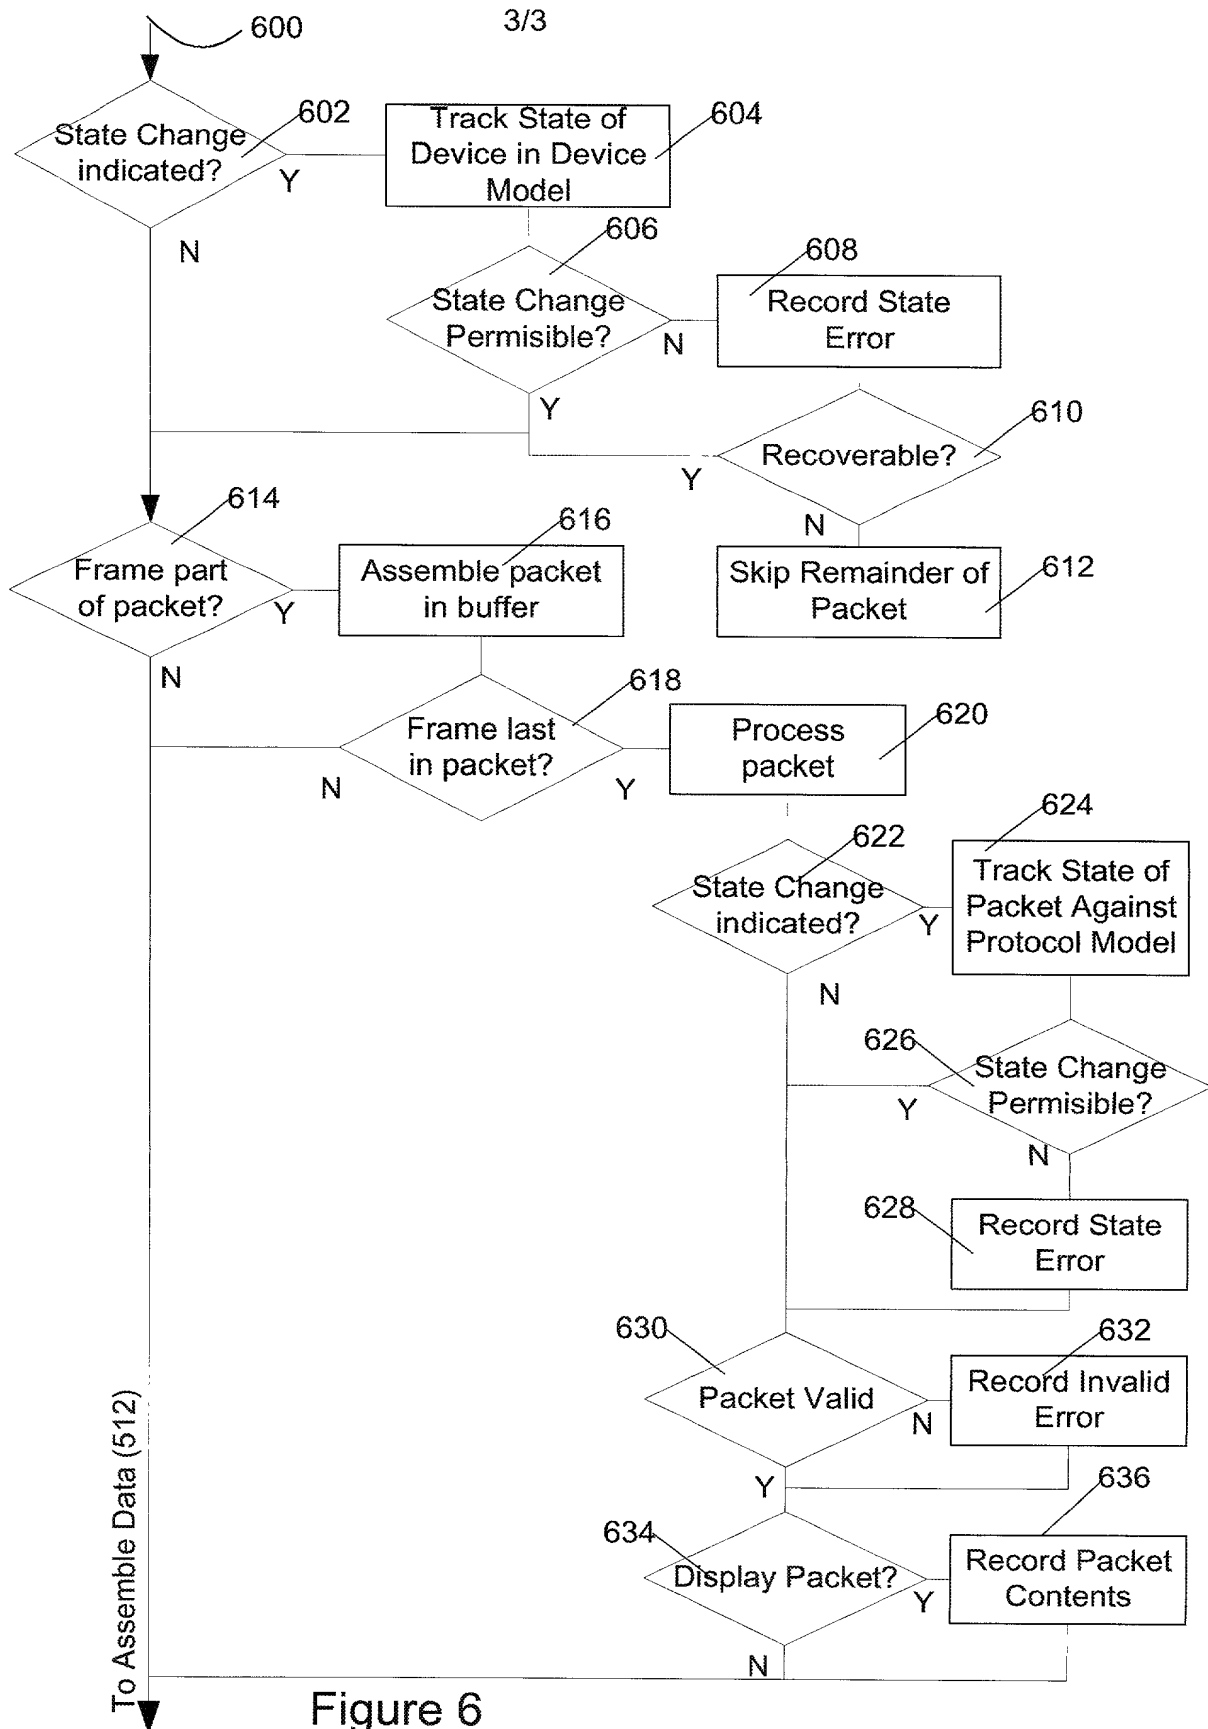 600
3/3
State Change
indicated?
602
Y
N
Track State of
Device in Device
Model
604
606
State Change
Permisible?
N
Y
608
Record State
Error
610
Recoverable?
Y
N
Skip Remainder of
Packet
612
614
Frame part
of packet?
Y
N
616
Assemble packet
in buffer
618
Frame last
in packet?
N
Y
620
Process
packet
622
State Change
indicated?
Y
N
624
Track State of
Packet Against
Protocol Model
626
State Change
Permisible?
Y
N
628
Record State
Error
630
Packet Valid
N
Y
632
Record Invalid
Error
634
Display Packet?
Y
N
636
Record Packet
Contents
To Assemble Data (512)
Figure 6